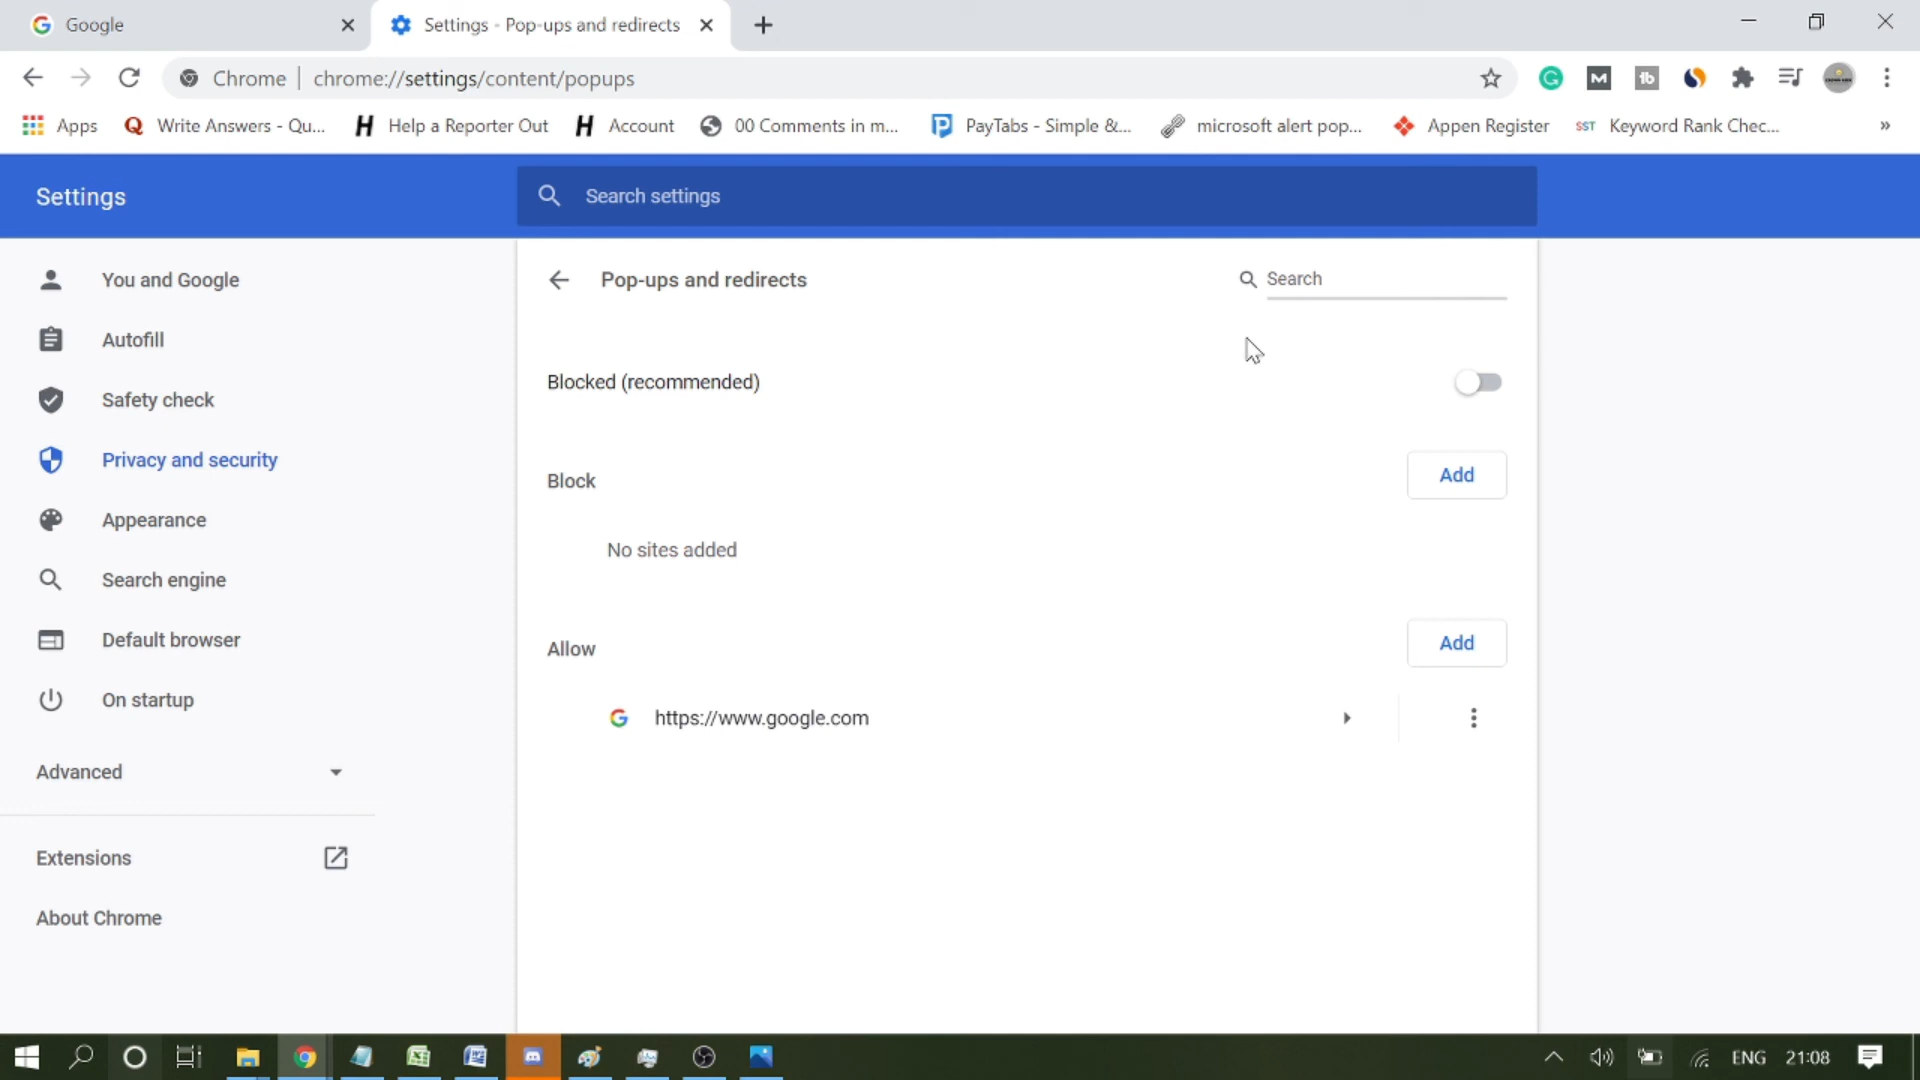 Google
Settings - Pop-ups and redirects
Chrome
chrome://settings/content/popups
Apps
Write Answers - Qu...
Help a Reporter Out
Account
00 Comments in m...
PayTabs - Simple &...
microsoft alert pop...
Appen Register
SST
Keyword Rank Chec...
»
Settings
Search settings
You and Google
Autofill
Safety check
Privacy and security
Appearance
Search engine
Default browser
On startup
Advanced
Extensions
About Chrome
Pop-ups and redirects
Search
Blocked (recommended)
Block
Add
No sites added
Allow
Add
https://www.google.com
ENG
21:08